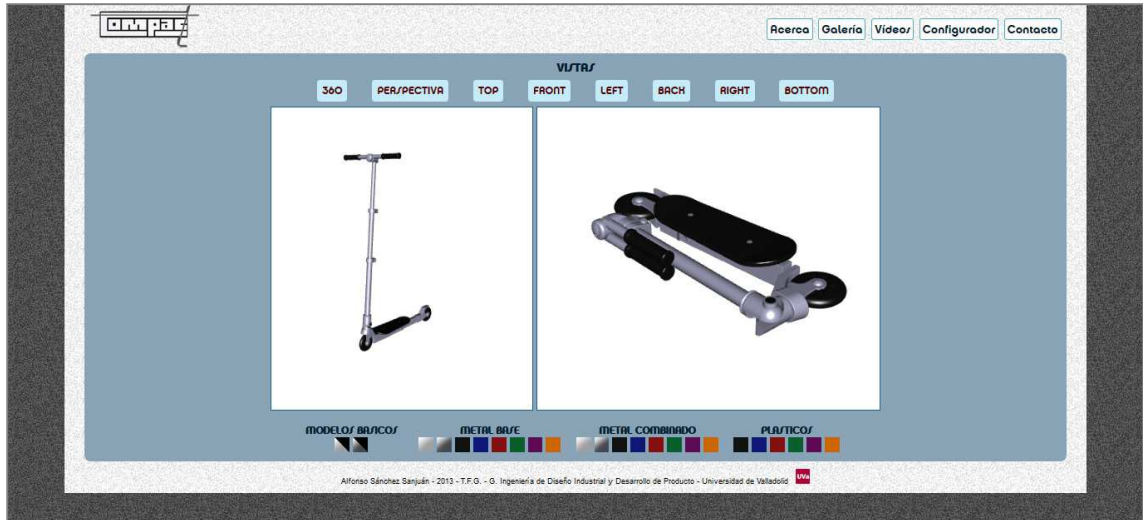 Compact
Acerca Galería Vídeos Configurador Contacto
VISTAS
360 PERSPECTIVA TOP FRONT LEFT BACK RIGHT BOTTOM
MODELOS BASICOS METAL BASE METAL COMBINADO PLASTICOS
Alfonso Sánchez Sanjuán - 2013 - T.F.G. - G. Ingeniería de Diseño Industrial y Desarrollo de Producto - Universidad de Valladolid UVa